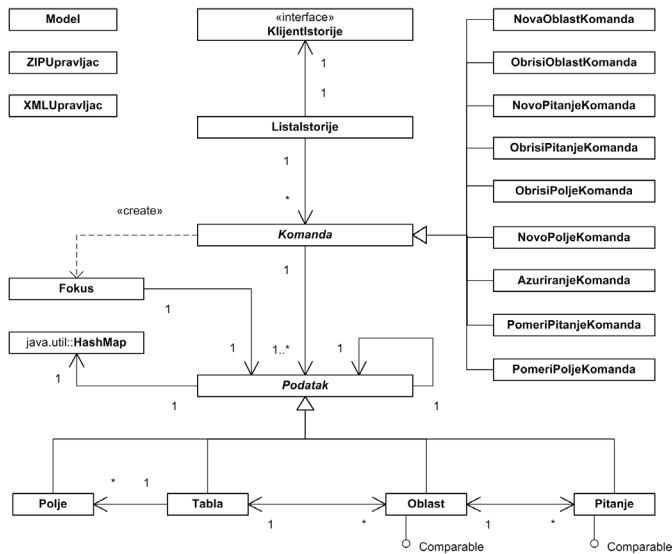 Model
«interface»
KlijentIstorije
NovaOblastKomanda
ZIPUpravljac
1
ObrisiOblastKomanda
XMLUpravljac
1
NovoPitanjeKomanda
ListaIstorije
ObrisiPitanjeKomanda
1
ObrisiPoljeKomanda
*
«create»
Komanda
NovoPoljeKomanda
1
Fokus
AzuriranjeKomanda
1
PomeriPitanjeKomanda
java.util::HashMap
1
1..*
1
PomeriPoljeKomanda
1
Podatak
1
1
*
1
Polje
Tabla
Oblast
Pitanje
1
*
1
*
Comparable
Comparable